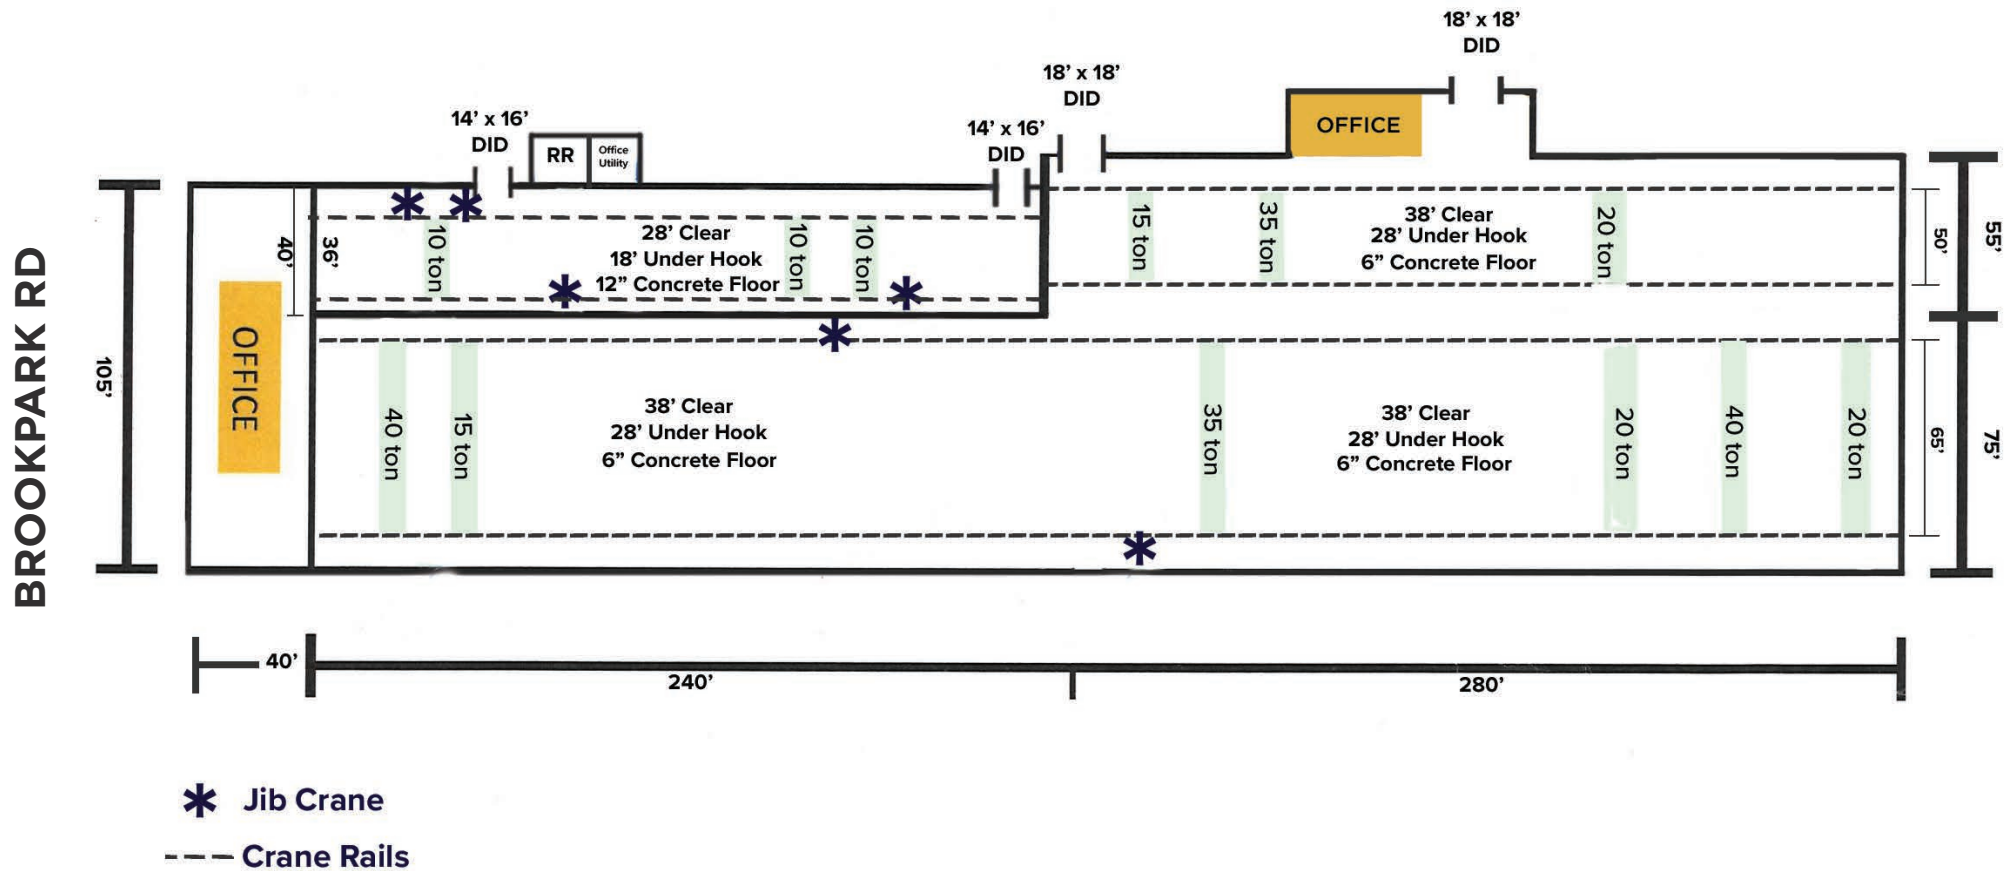 18’ x 18’
DID
18’ x 18’
DID
14’ x 16’
DID
14’ x 16’
DID
RR
Office
Utility
OFFICE
BROOKPARK RD
105’
40’
36’
OFFICE
10 ton
28’ Clear
18’ Under Hook
12” Concrete Floor
10 ton
10 ton
15 ton
35 ton
38’ Clear
28’ Under Hook
6” Concrete Floor
20 ton
50’
55’
40 ton
15 ton
38’ Clear
28’ Under Hook
6” Concrete Floor
35 ton
38’ Clear
28’ Under Hook
6” Concrete Floor
20 ton
40 ton
20 ton
65’
75’
40’
240’
280’
Jib Crane
Crane Rails